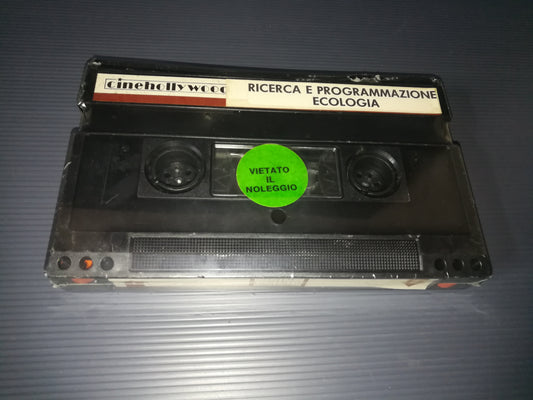 cinehollywood
RICERCA E PROGRAMMAZIONE
ECOLOGIA
VIETATO
IL
NOLEGGIO